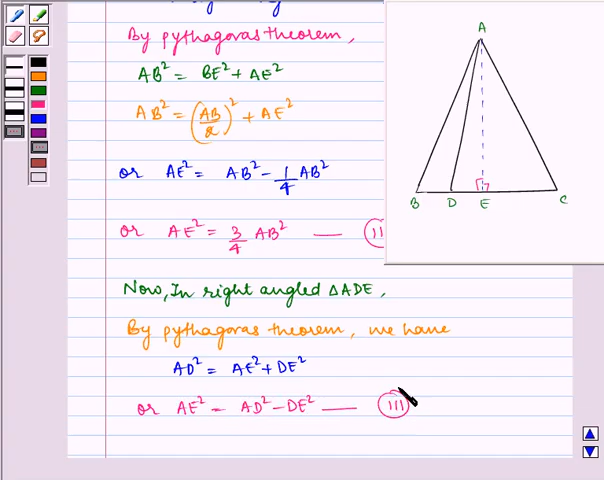 By pythagoras theorem,
AB² = BE² + AE²
AB² = (AB/2)² + AE²
or AE² = AB² - 1/4 AB²
or AE² = 3/4 AB² —
Now, In right angled △ADE,
By pythagoras theorem, we have
AD² = AE² + DE²
or AE² = AD² - DE² — (III)
A
B D E C